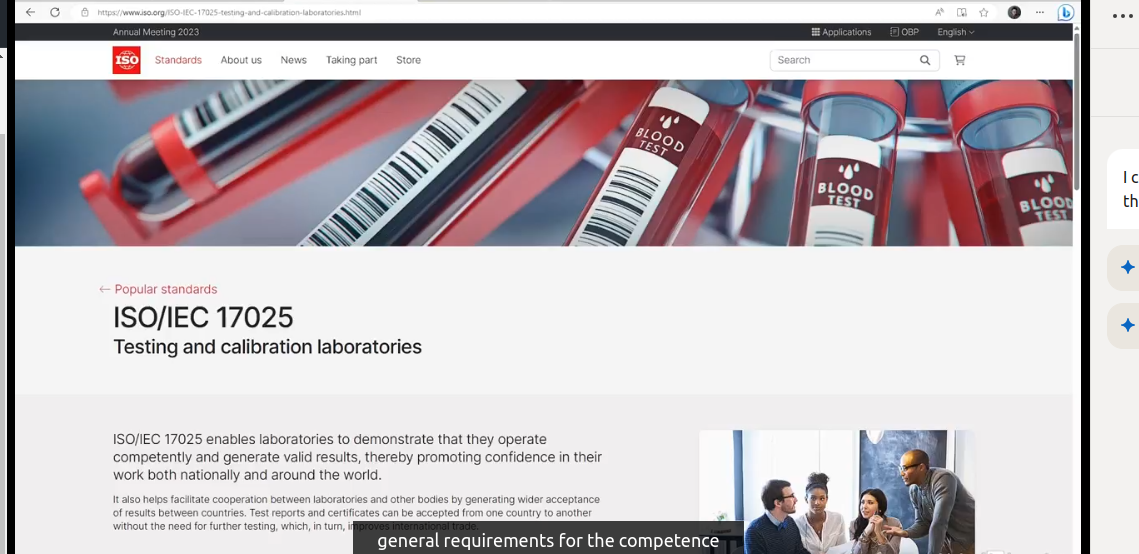 https://www.iso.org/ISO-IEC-17025-testing-and-calibration-laboratories.html
Annual Meeting 2023
Applications
OBP
English
ISO
Standards
About us
News
Taking part
Store
Search
BLOOD
TEST
BLOOD
TEST
BLOOD
TEST
← Popular standards
ISO/IEC 17025
Testing and calibration laboratories
ISO/IEC 17025 enables laboratories to demonstrate that they operate
competently and generate valid results, thereby promoting confidence in their
work both nationally and around the world.
It also helps facilitate cooperation between laboratories and other bodies by generating wider acceptance
of results between countries. Test reports and certificates can be accepted from one country to another
without the need for further testing, which, in turn, improves international trade.
general requirements for the competence
I c
th